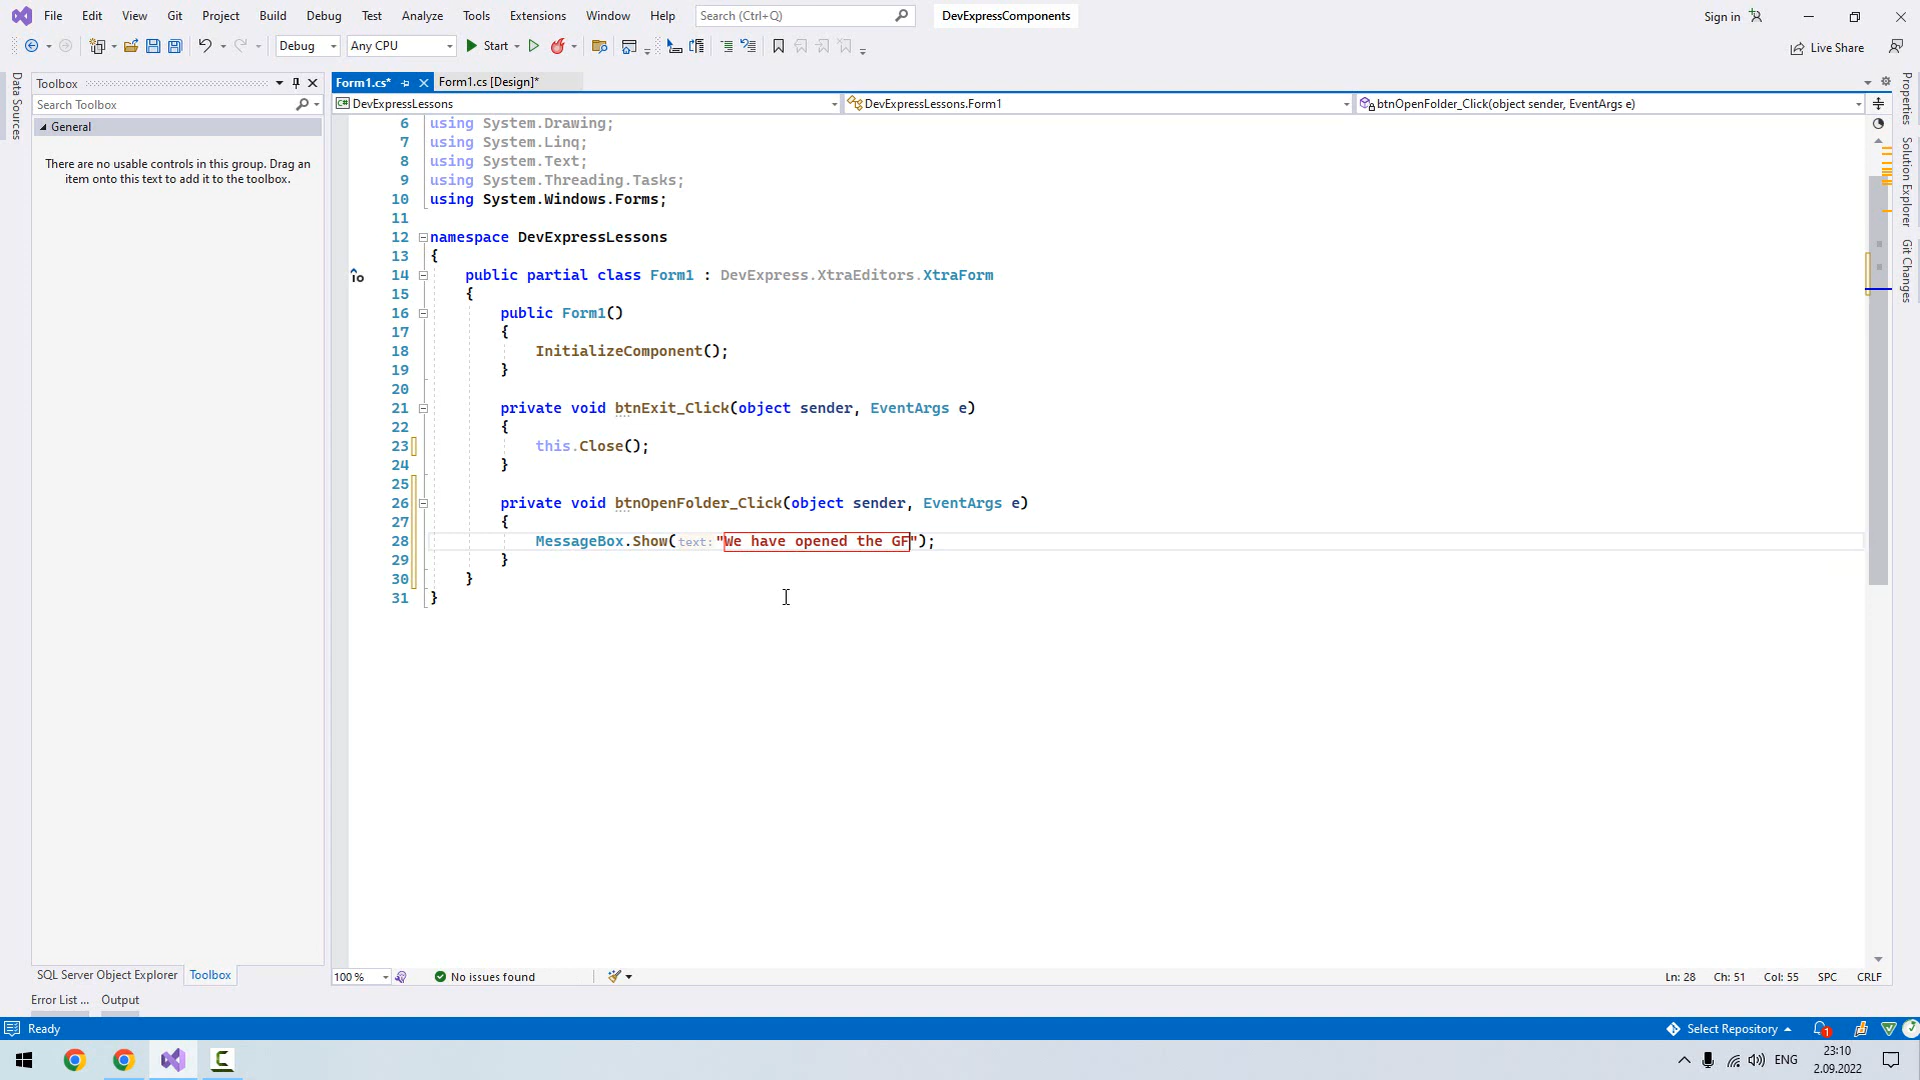 File Edit View Git Project Build Debug Test Analyze Tools Extensions Window Help Search (Ctrl+Q) DevExpressComponents Sign in
Debug Any CPU Start Live Share
Data Sources
Toolbox
Search Toolbox
General
There are no usable controls in this group. Drag an
item onto this text to add it to the toolbox.
Form1.cs* Form1.cs [Design]*
DevExpressLessons DevExpressLessons.Form1 btnOpenFolder_Click(object sender, EventArgs e)
6 using System.Drawing;
7 using System.Linq;
8 using System.Text;
9 using System.Threading.Tasks;
10 using System.Windows.Forms;
11
12 namespace DevExpressLessons
13 {
14 public partial class Form1 : DevExpress.XtraEditors.XtraForm
15 {
16 public Form1()
17 {
18 InitializeComponent();
19 }
20
21 private void btnExit_Click(object sender, EventArgs e)
22 {
23 this.Close();
24 }
25
26 private void btnOpenFolder_Click(object sender, EventArgs e)
27 {
28 MessageBox.Show(text: "We have opened the GF");
29 }
30 }
31 }
Properties
Solution Explorer
Git Changes
100 % No issues found Ln: 28 Ch: 51 Col: 55 SPC CRLF
SQL Server Object Explorer Toolbox
Error List ... Output
Ready Select Repository 1
ENG 23:10
2.09.2022